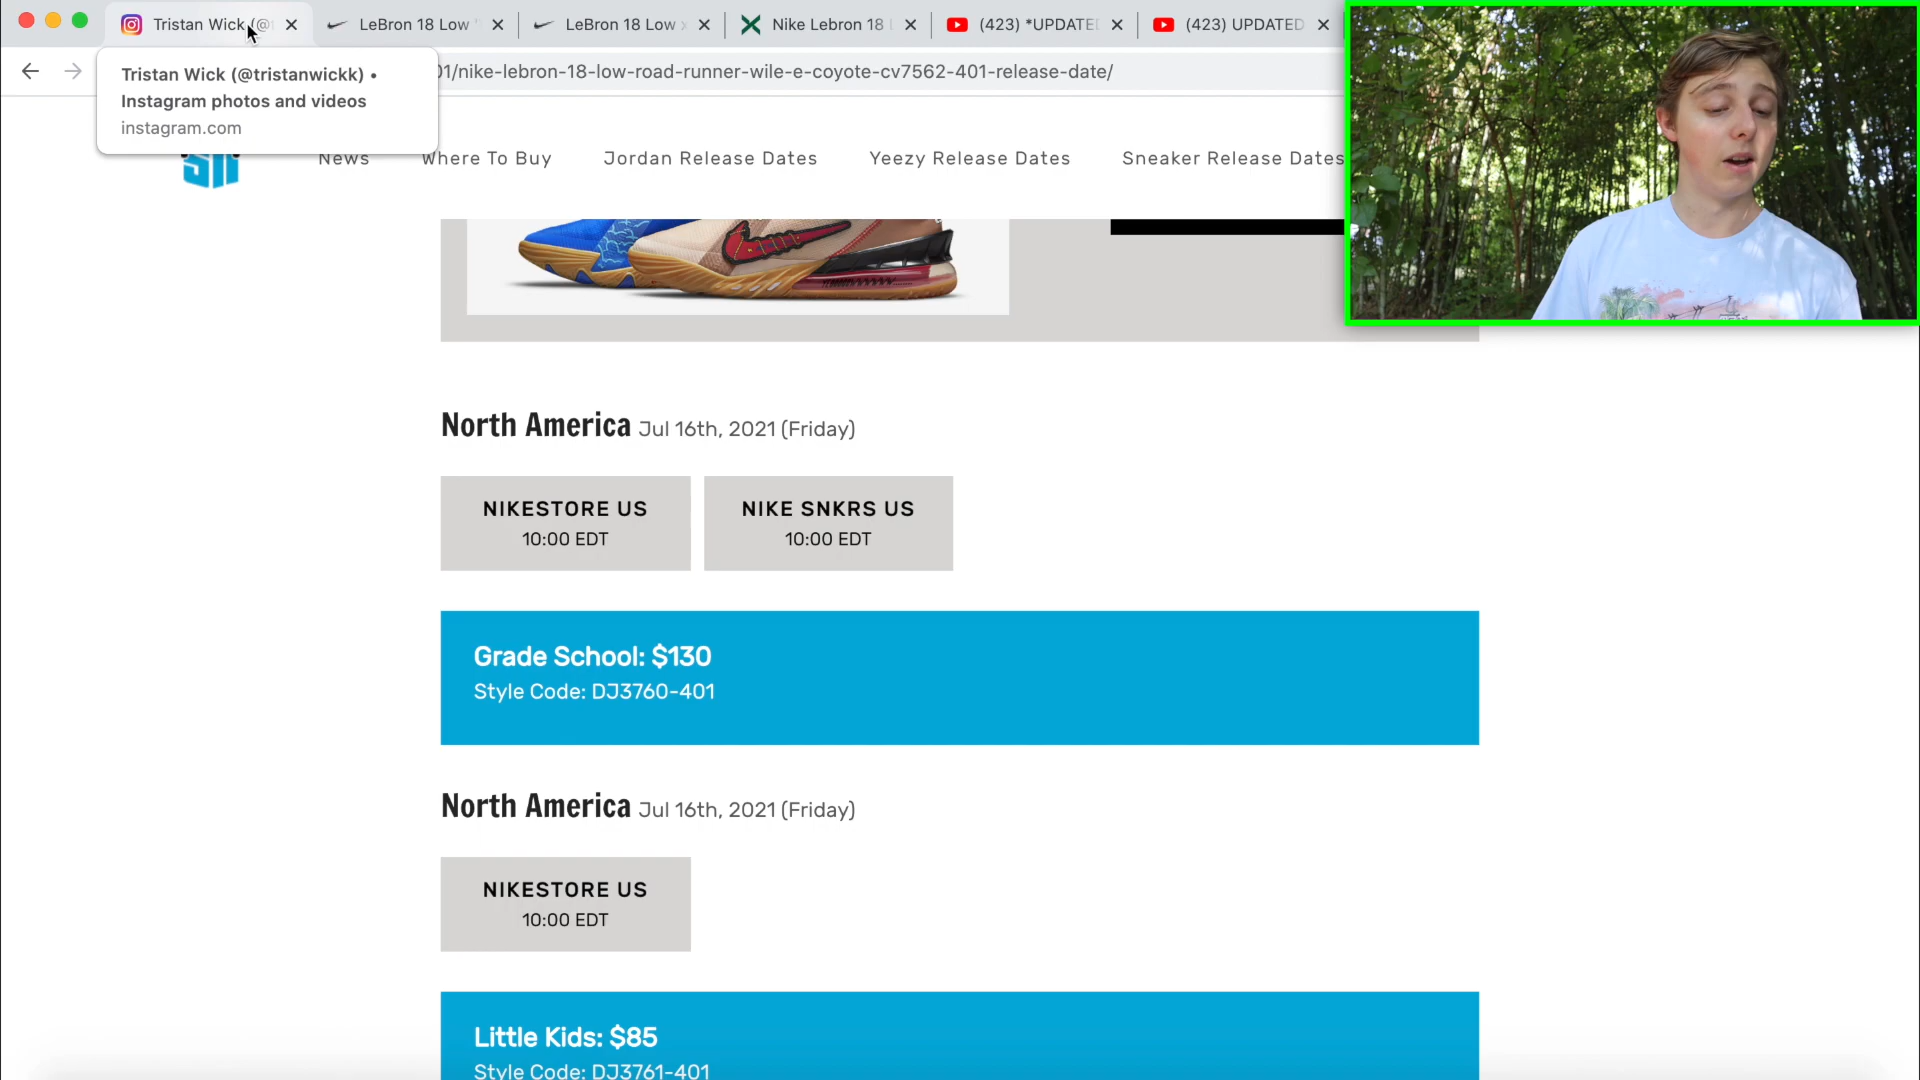 Tristan Wick (@t
LeBron 18 Low
LeBron 18 Low
Nike Lebron 18
(423) *UPDATED
(423) UPDATED
Tristan Wick (@tristanwickk) •
Instagram photos and videos
instagram.com
01/nike-lebron-18-low-road-runner-wile-e-coyote-cv7562-401-release-date/
News
Where To Buy
Jordan Release Dates
Yeezy Release Dates
Sneaker Release Dates
North America Jul 16th, 2021 (Friday)
NIKESTORE US
10:00 EDT
NIKE SNKRS US
10:00 EDT
Grade School: $130
Style Code: DJ3760-401
North America Jul 16th, 2021 (Friday)
NIKESTORE US
10:00 EDT
Little Kids: $85
Style Code: DJ3761-401